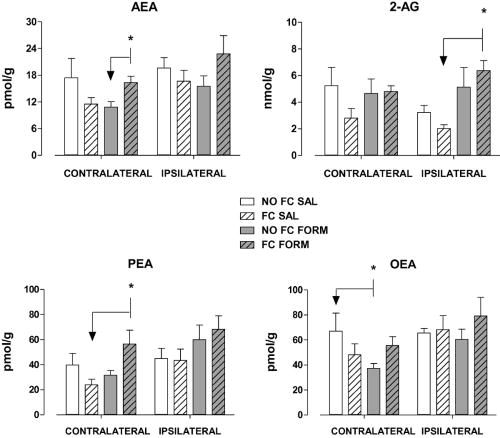 AEA
*
pmol/g
30
24
18
12
6
0
CONTRALATERAL IPSILATERAL
2-AG
*
nmol/g
10
8
6
4
2
0
CONTRALATERAL IPSILATERAL
NO FC SAL
FC SAL
NO FC FORM
FC FORM
PEA
*
pmol/g
100
80
60
40
20
0
CONTRALATERAL IPSILATERAL
OEA
*
pmol/g
100
80
60
40
20
0
CONTRALATERAL IPSILATERAL